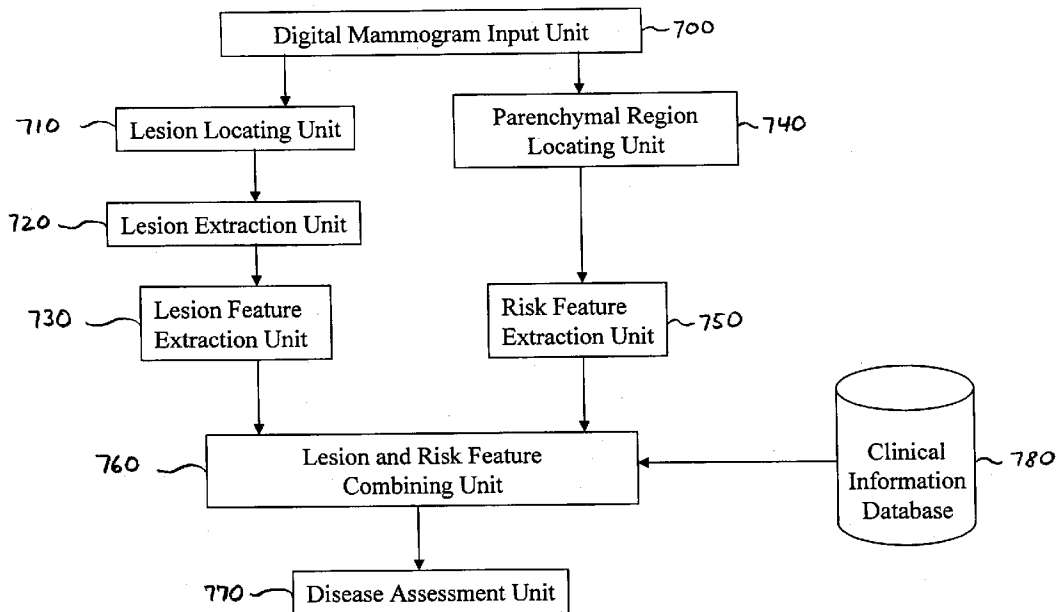 Digital Mammogram Input Unit
700
710
Lesion Locating Unit
Parenchymal Region
Locating Unit
740
720
Lesion Extraction Unit
730
Lesion Feature
Extraction Unit
Risk Feature
Extraction Unit
750
760
Lesion and Risk Feature
Combining Unit
Clinical
Information
Database
780
770
Disease Assessment Unit